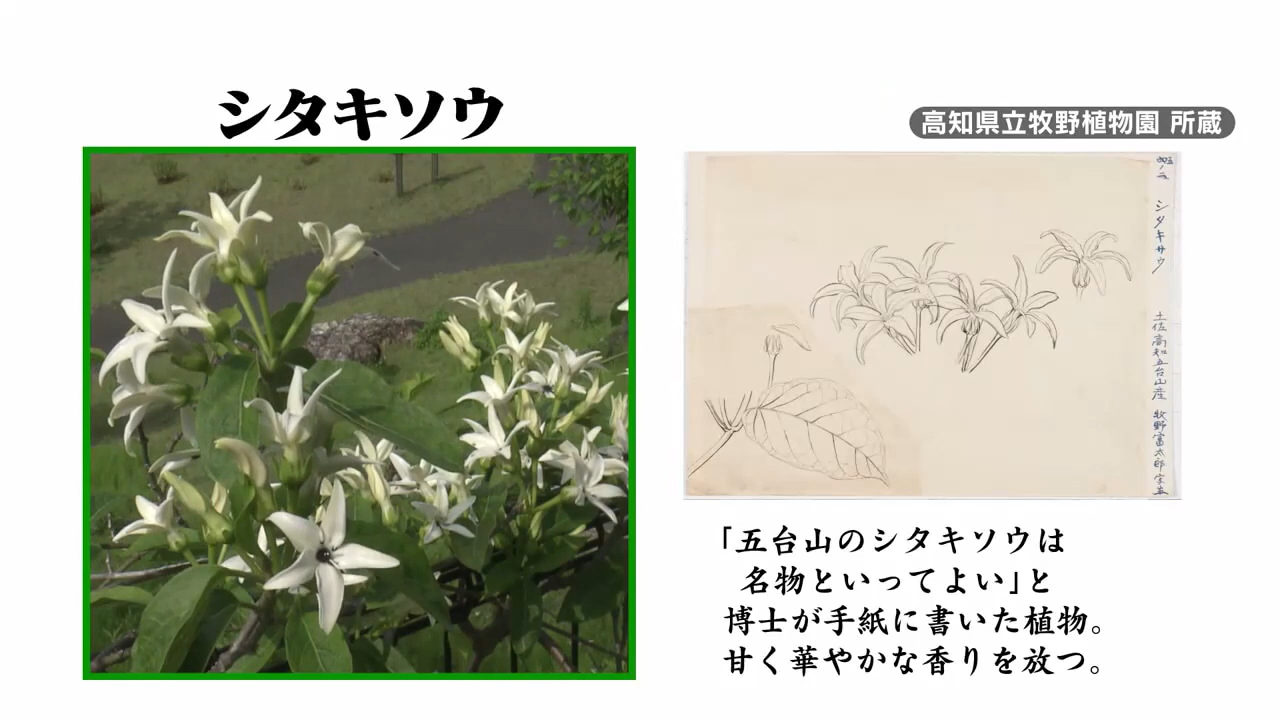 シタキソウ
高知県立牧野植物園 所蔵
シタキサウ
土佐高知五台山産 牧野富太郎写生
「五台山のシタキソウは
名物といってよい」と
博士が手紙に書いた植物。
甘く華やかな香りを放つ。